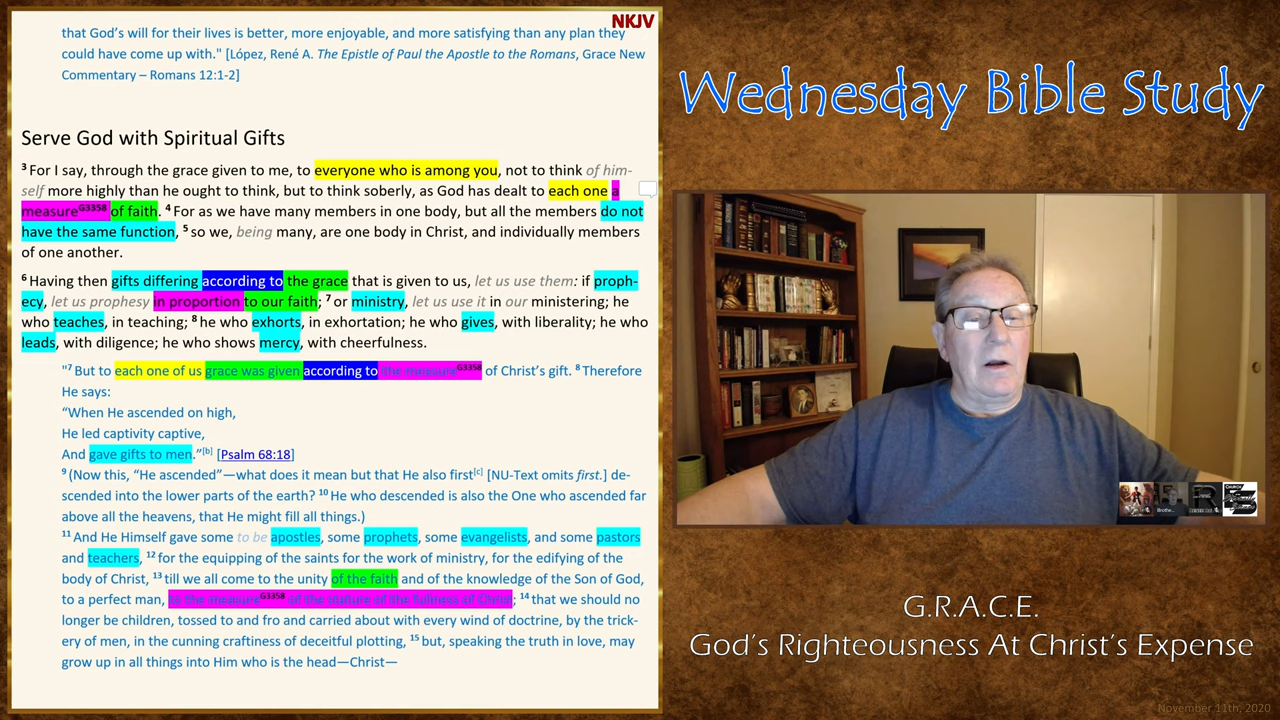 NKJV
that God's will for their lives is better, more enjoyable, and more satisfying than any plan they
could have come up with." [López, René A. The Epistle of Paul the Apostle to the Romans, Grace New
Commentary – Romans 12:1-2]
Serve God with Spiritual Gifts
3 For I say, through the grace given to me, to everyone who is among you, not to think of him-
self more highly than he ought to think, but to think soberly, as God has dealt to each one a
measureG3358 of faith. 4 For as we have many members in one body, but all the members do not
have the same function, 5 so we, being many, are one body in Christ, and individually members
of one another.
6 Having then gifts differing according to the grace that is given to us, let us use them: if proph-
ecy, let us prophesy in proportion to our faith; 7 or ministry, let us use it in our ministering; he
who teaches, in teaching; 8 he who exhorts, in exhortation; he who gives, with liberality; he who
leads, with diligence; he who shows mercy, with cheerfulness.
"7 But to each one of us grace was given according to the measureG3358 of Christ's gift. 8 Therefore
He says:
“When He ascended on high,
He led captivity captive,
And gave gifts to men.”[b] [Psalm 68:18]
9 (Now this, “He ascended”—what does it mean but that He also first[c] [NU-Text omits first.] de-
scended into the lower parts of the earth? 10 He who descended is also the One who ascended far
above all the heavens, that He might fill all things.)
11 And He Himself gave some to be apostles, some prophets, some evangelists, and some pastors
and teachers, 12 for the equipping of the saints for the work of ministry, for the edifying of the
body of Christ, 13 till we all come to the unity of the faith and of the knowledge of the Son of God,
to a perfect man, to the measureG3358 of the stature of the fullness of Christ; 14 that we should no
longer be children, tossed to and fro and carried about with every wind of doctrine, by the trick-
ery of men, in the cunning craftiness of deceitful plotting, 15 but, speaking the truth in love, may
grow up in all things into Him who is the head—Christ—
Wednesday Bible Study
Brothe...
CHURCH
G.R.A.C.E.
God's Righteousness At Christ's Expense
November 11th, 2020